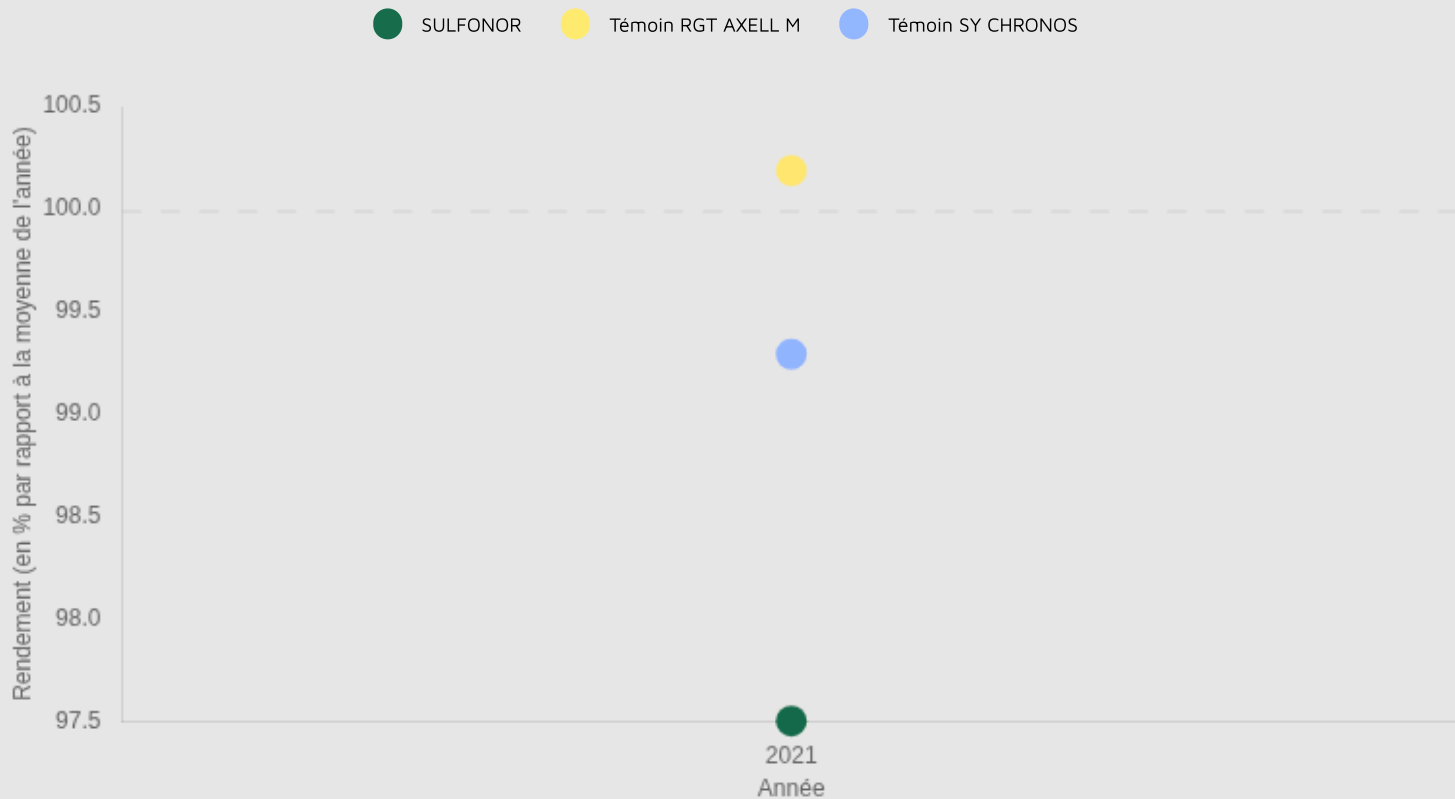 SULFONOR Témoin RGT AXELL M Témoin SY CHRONOS
Rendement (en % par rapport à la moyenne de l'année)
100.5
100.0
99.5
99.0
98.5
98.0
97.5
2021
Année